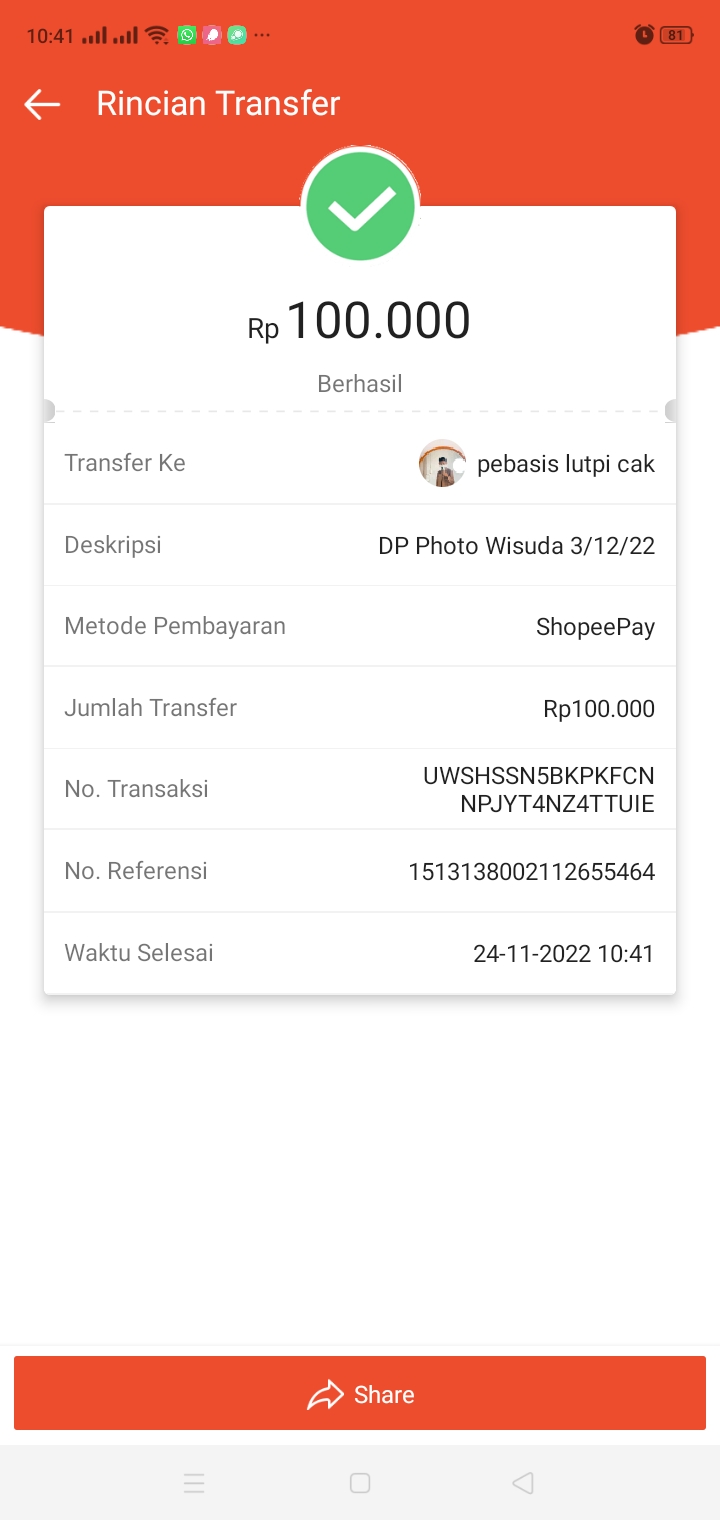 10:41
81
Rincian Transfer
Rp 100.000
Berhasil
Transfer Ke pebasis lutpi cak
Deskripsi DP Photo Wisuda 3/12/22
Metode Pembayaran ShopeePay
Jumlah Transfer Rp100.000
No. Transaksi UWSHSSN5BKPKFCN
NPJYT4NZ4TTUIE
No. Referensi 1513138002112655464
Waktu Selesai 24-11-2022 10:41
Share